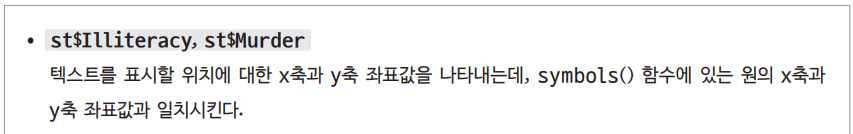 • st$Illiteracy, st$Murder
텍스트를 표시할 위치에 대한 x축과 y축 좌표값을 나타내는데, symbols() 함수에 있는 원의 x축과
y축 좌표값과 일치시킨다.